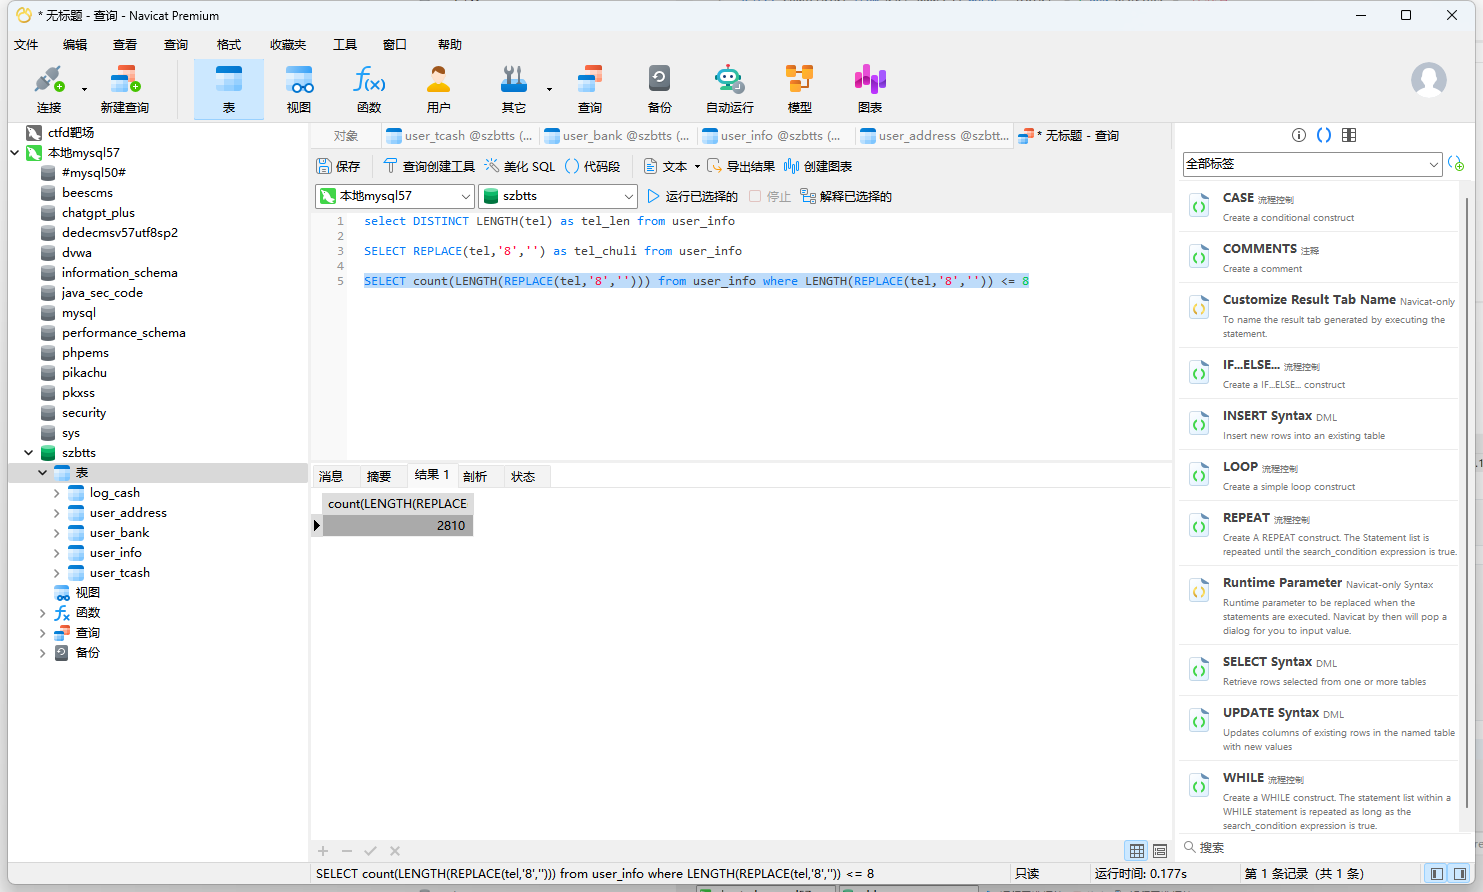 * 无标题 - 查询 - Navicat Premium
文件 编辑 查看 查询 格式 收藏夹 工具 窗口 帮助
连接 新建查询 表 视图 函数 用户 其它 查询 备份 自动运行 模型 图表
ctfd靶场
本地mysql57
#mysql50#
beescms
chatgpt_plus
dedecmsv57utf8sp2
dvwa
information_schema
java_sec_code
mysql
performance_schema
phpems
pikachu
pkxss
security
sys
szbtts
表
log_cash
user_address
user_bank
user_info
user_tcash
视图
函数
查询
备份
对象 user_tcash @szbtts (... user_bank @szbtts (... user_info @szbtts (... user_address @szbtt... * 无标题 - 查询
保存 查询创建工具 美化 SQL 代码段 文本 导出结果 创建图表
本地mysql57 szbtts 运行已选择的 停止 解释已选择的
1 select DISTINCT LENGTH(tel) as tel_len from user_info
2
3 SELECT REPLACE(tel,'8','') as tel_chuli from user_info
4
5 SELECT count(LENGTH(REPLACE(tel,'8',''))) from user_info where LENGTH(REPLACE(tel,'8','')) <= 8
消息 摘要 结果 1 剖析 状态
count(LENGTH(REPLACE
2810
全部标签
CASE 流程控制
Create a conditional construct
COMMENTS 注释
Create a comment
Customize Result Tab Name Navicat-only
To name the result tab generated by executing the
statement.
IF...ELSE... 流程控制
Create a IF...ELSE... construct
INSERT Syntax DML
Insert new rows into an existing table
LOOP 流程控制
Create a simple loop construct
REPEAT 流程控制
Create A REPEAT construct. The Statement list is
repeated until the search_condition expression is true.
Runtime Parameter Navicat-only Syntax
Runtime parameter to be replaced when the
statements are executed. Navicat by then will pop a
dialog for you to input value.
SELECT Syntax DML
Retrieve rows selected from one or more tables
UPDATE Syntax DML
Updates columns of existing rows in the named table
with new values
WHILE 流程控制
Create a WHILE construct. The statement list within a
WHILE statement is repeated as long as the
search_condition expression is true.
搜索
SELECT count(LENGTH(REPLACE(tel,'8',''))) from user_info where LENGTH(REPLACE(tel,'8','')) <= 8 只读 运行时间: 0.177s 第 1 条记录 (共 1 条)